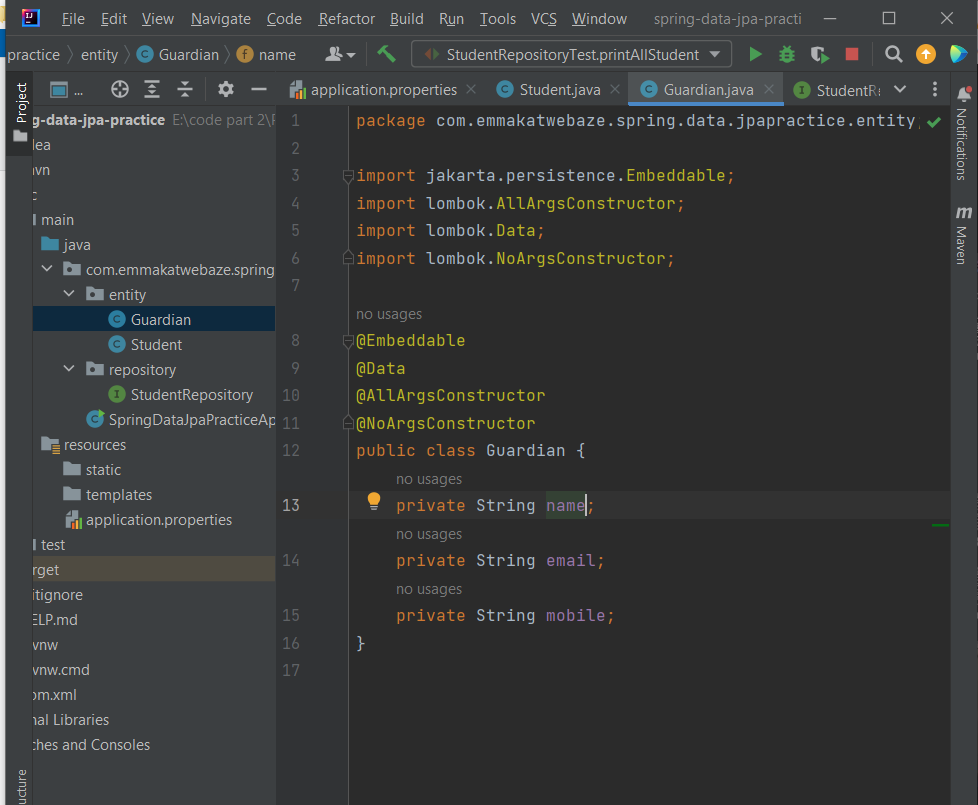 File Edit View Navigate Code Refactor Build Run Tools VCS Window spring-data-jpa-practi
practice entity Guardian name StudentRepositoryTest.printAllStudent
Project
... application.properties Student.java Guardian.java StudentR
g-data-jpa-practice E:\code part 2\
lea
vn
c
main
java
com.emmakatwebaze.spring
entity
Guardian
Student
repository
StudentRepository
SpringDataJpaPracticeAp
resources
static
templates
application.properties
test
rget
itignore
ELP.md
vnw
vnw.cmd
om.xml
nal Libraries
ches and Consoles
ucture
1 package com.emmakatwebaze.spring.data.jpapractice.entity;
2
3 import jakarta.persistence.Embeddable;
4 import lombok.AllArgsConstructor;
5 import lombok.Data;
6 import lombok.NoArgsConstructor;
7
no usages
8 @Embeddable
9 @Data
10 @AllArgsConstructor
11 @NoArgsConstructor
12 public class Guardian {
no usages
13 private String name;
no usages
14 private String email;
no usages
15 private String mobile;
16 }
17
Notifications
m Maven